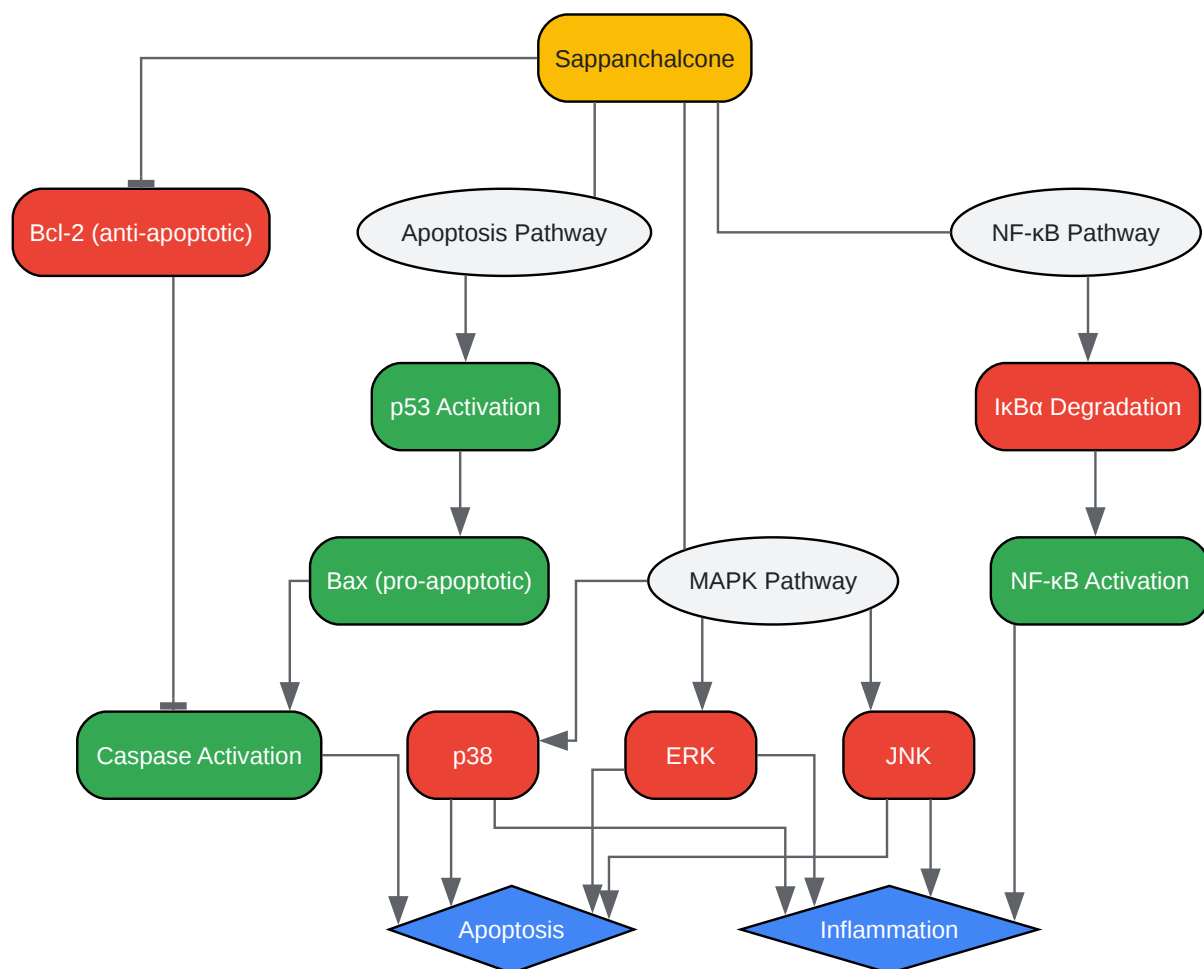 Sappanchalcone
Bcl-2 (anti-apoptotic)
Apoptosis Pathway
NF-κB Pathway
p53 Activation
IκBα Degradation
Bax (pro-apoptotic)
MAPK Pathway
NF-κB Activation
Caspase Activation
p38
ERK
JNK
Apoptosis
Inflammation